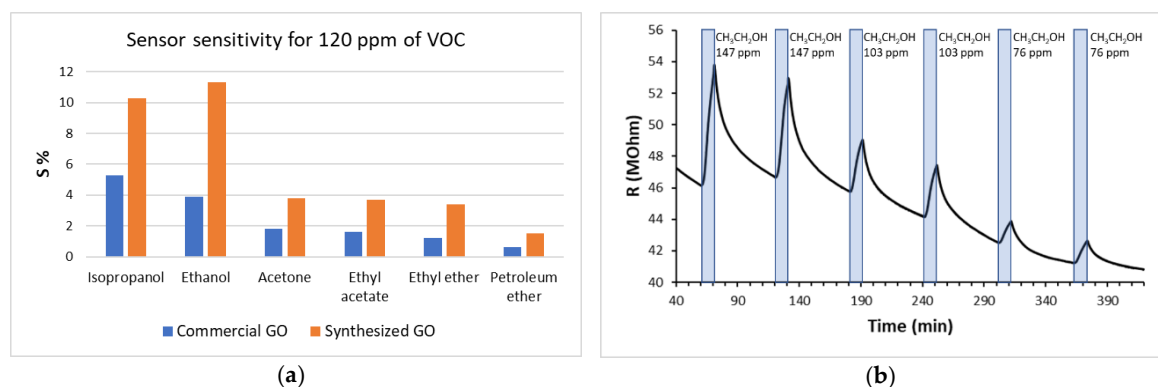 Sensor sensitivity for 120 ppm of VOC
S %
12
10
8
6
4
2
0
Isopropanol
Ethanol
Acetone
Ethyl
acetate
Ethyl ether
Petroleum
ether
Commercial GO
Synthesized GO
(a)
R (MOhm)
56
54
52
50
48
46
44
42
40
CH₃CH₂OH
147 ppm
CH₃CH₂OH
147 ppm
CH₃CH₂OH
103 ppm
CH₃CH₂OH
103 ppm
CH₃CH₂OH
76 ppm
CH₃CH₂OH
76 ppm
40
90
140
190
240
290
340
390
Time (min)
(b)